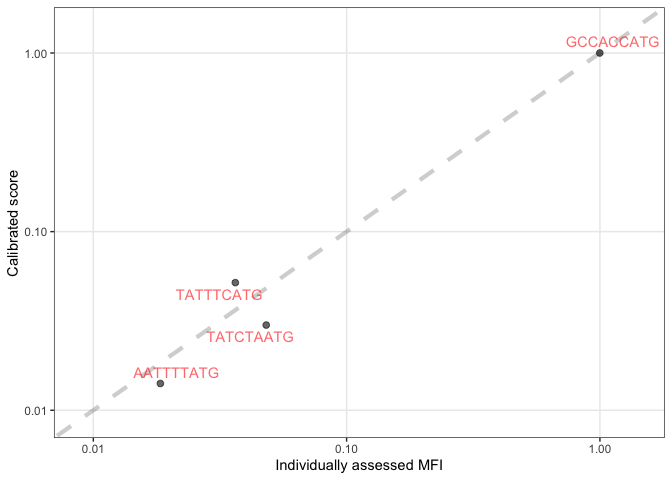 GCCACCATG
1.00
0.10
TATTTCATG
TATCTAATG
AATTTTATG
0.01
0.01
0.10
1.00
Individually assessed MFI
Calibrated score